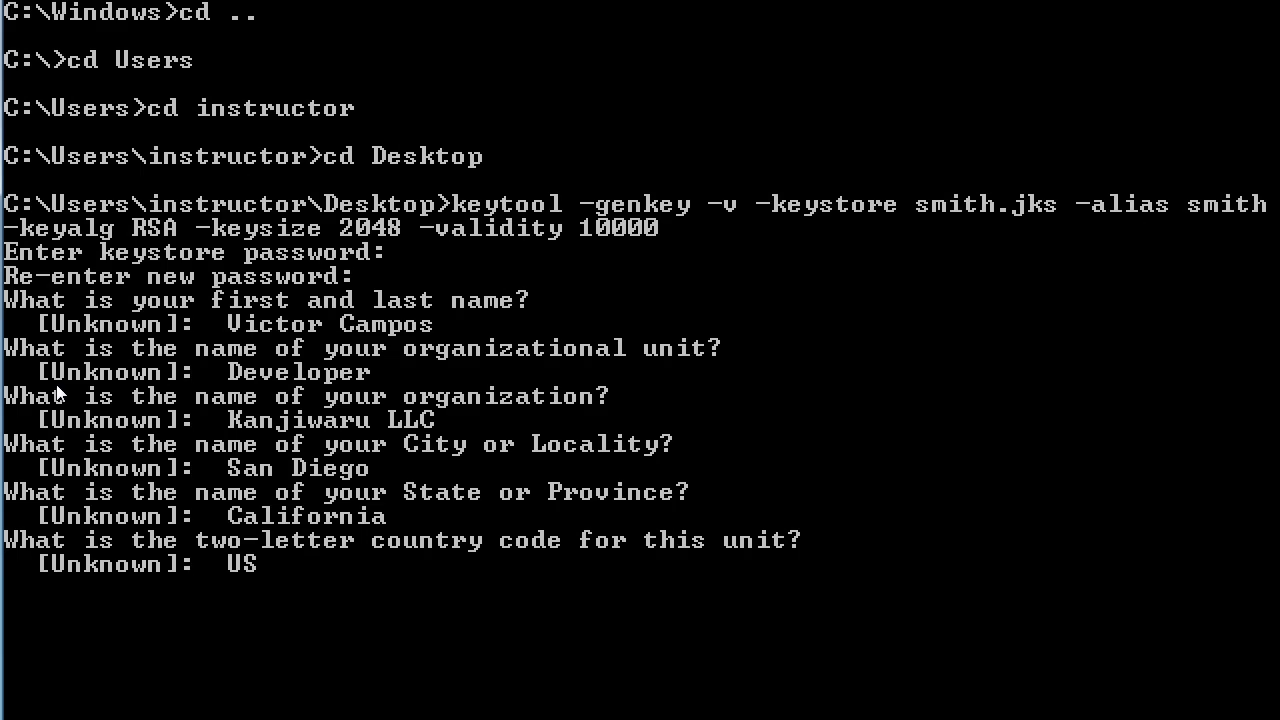 C:\Windows>cd ..
C:\>cd Users
C:\Users>cd instructor
C:\Users\instructor>cd Desktop
C:\Users\instructor\Desktop>keytool -genkey -v -keystore smith.jks -alias smith
-keyalg RSA -keysize 2048 -validity 10000
Enter keystore password:
Re-enter new password:
What is your first and last name?
  [Unknown]:  Victor Campos
What is the name of your organizational unit?
  [Unknown]:  Developer
What is the name of your organization?
  [Unknown]:  Kanjiwaru LLC
What is the name of your City or Locality?
  [Unknown]:  San Diego
What is the name of your State or Province?
  [Unknown]:  California
What is the two-letter country code for this unit?
  [Unknown]:  US